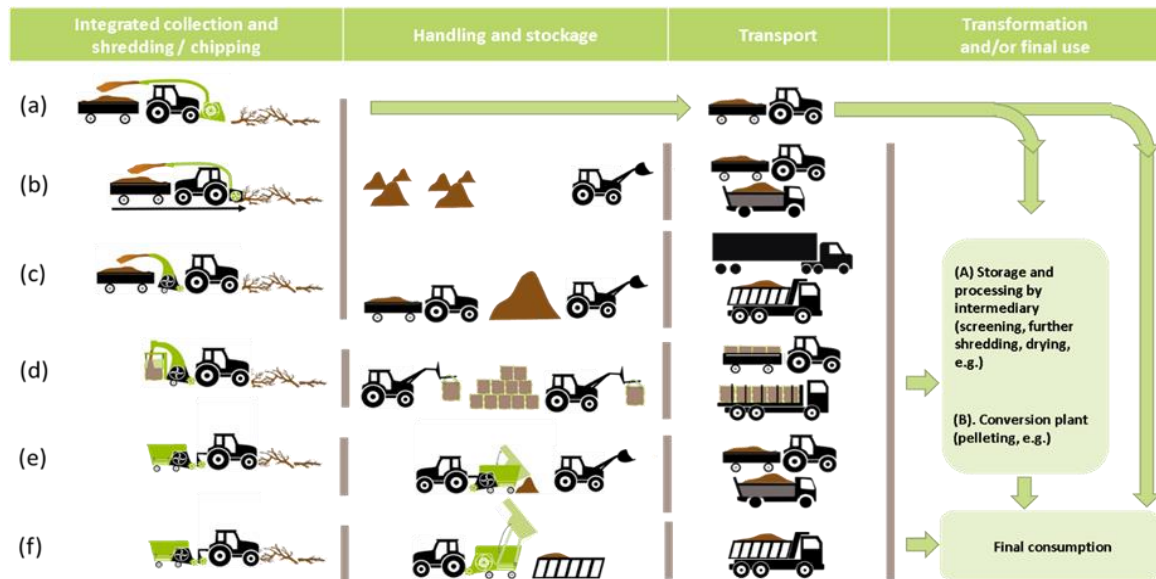 Integrated collection and
shredding / chipping
Handling and stockage
Transport
Transformation
and/or final use
(a)
(b)
(c)
(d)
(e)
(f)
(A) Storage and
processing by
intermediary
(screening, further
shredding, drying,
e.g.)
(B). Conversion plant
(pelleting, e.g.)
Final consumption